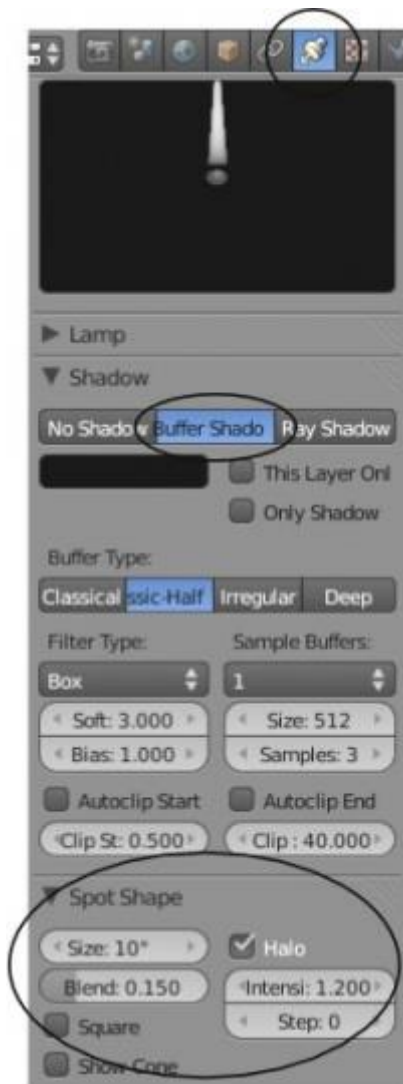 Lamp
Shadow
No Shadow Buffer Shado Ray Shadow
This Layer Onl
Only Shadow
Buffer Type:
Classical ssic-Half Irregular Deep
Filter Type: Sample Buffers:
Box 1
Soft: 3.000 Size: 512
Bias: 1.000 Samples: 3
Autoclip Start Autoclip End
Clip St: 0.500 Clip : 40.000
Spot Shape
Size: 10° Halo
Blend: 0.150 Intensi: 1.200
Square Step: 0
Show Cone